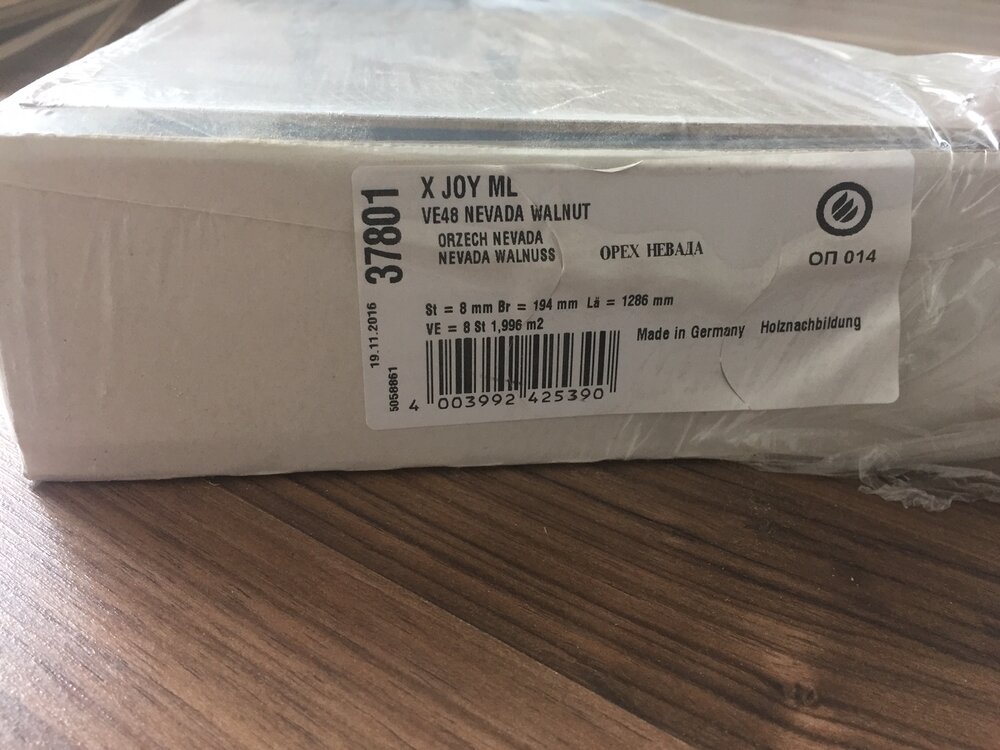 37801
19.11.2016
5058861
X JOY ML
VE48 NEVADA WALNUT
ORZECH NEVADA
NEVADA WALNUSS
ОРЕХ НЕВАДА
ОП 014
St = 8 mm Br = 194 mm Lä = 1286 mm
VE = 8 St 1,996 m2
Made in Germany Holznachbildung
4 003992 425390